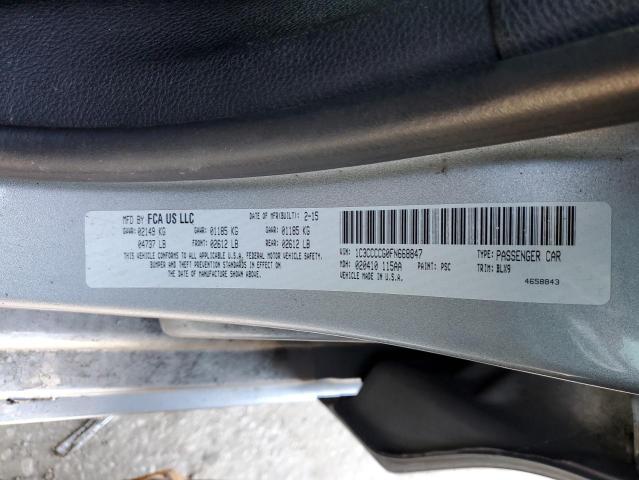 MFD BY FCA US LLC DATE OF MFR(BUILT): 2-15
GVWR: 02149 KG GAWR: 01185 KG GAWR: 01185 KG
04737 LB FRONT: 02612 LB REAR: 02612 LB
THIS VEHICLE CONFORMS TO ALL APPLICABLE U.S.A. FEDERAL MOTOR VEHICLE SAFETY,
BUMPER AND THEFT PREVENTION STANDARDS IN EFFECT ON
THE DATE OF MANUFACTURE SHOWN ABOVE.
VIN: 1C3CCCCG0FN668847 TYPE: PASSENGER CAR
MDH: 020410 115AA PAINT: PSC TRIM: BLX9
VEHICLE MADE IN U.S.A.
4658843